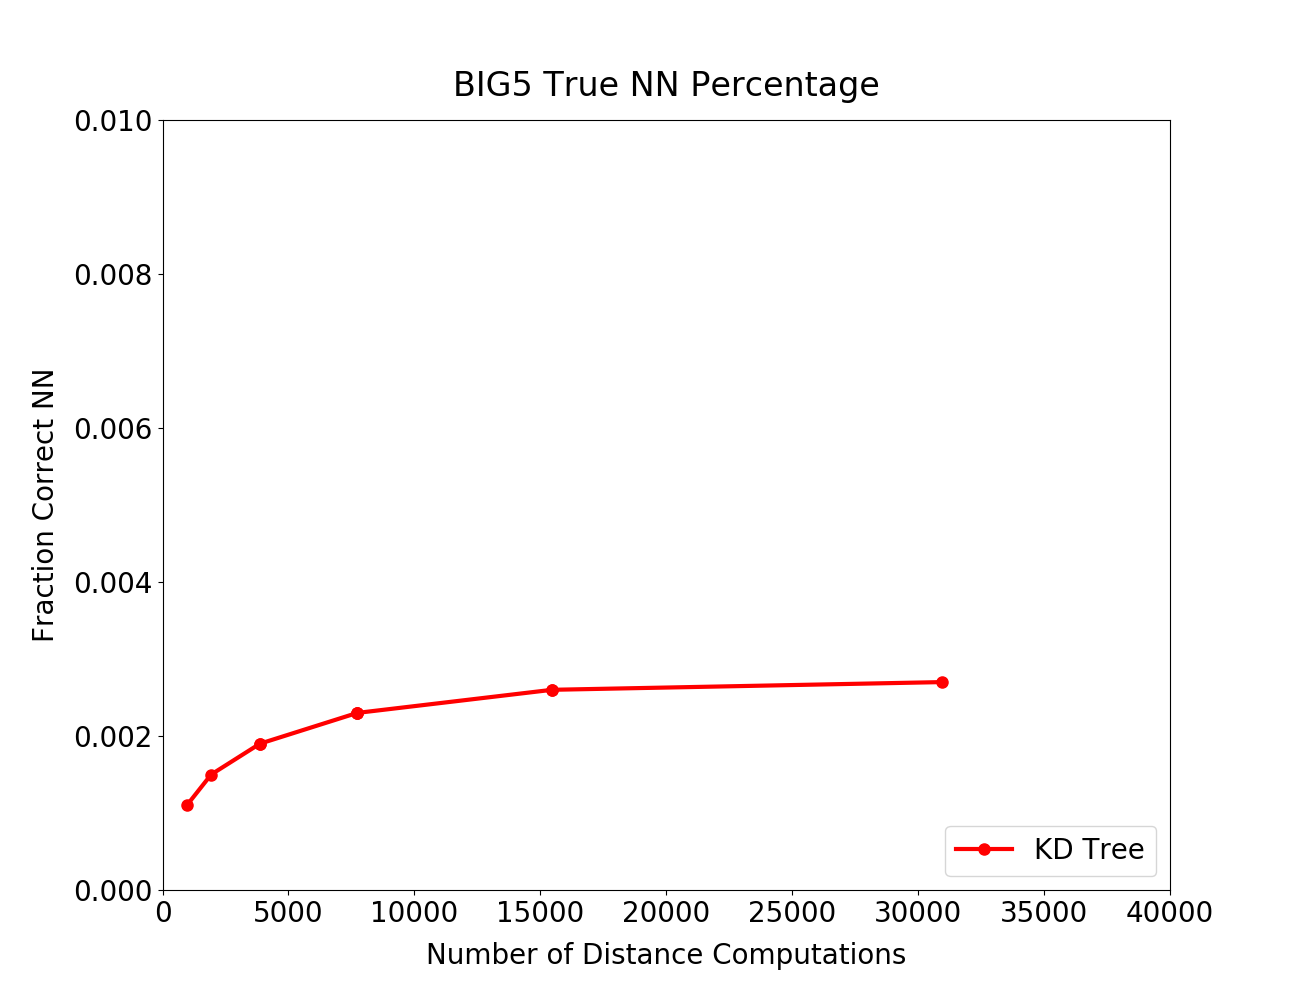 BIG5 True NN Percentage
0.010
0.008
0.006
0.004
0.002
0.000
Fraction Correct NN
KD Tree
0 5000 10000 15000 20000 25000 30000 35000 40000
Number of Distance Computations